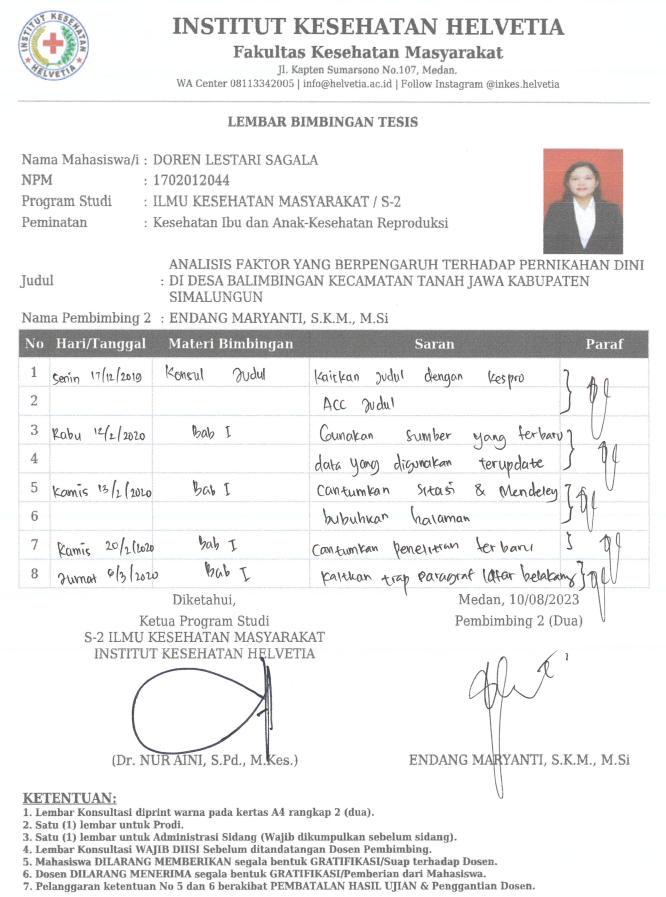 INSTITUT KESEHATAN HELVETIA
INSTITUT KESEHATAN HELVETIA
Fakultas Kesehatan Masyarakat
Jl. Kapten Sumarsono No.107, Medan.
WA Center 08113342005 | info@helvetia.ac.id | Follow Instagram @inkes.helvetia
LEMBAR BIMBINGAN TESIS
Nama Mahasiswa/i : DOREN LESTARI SAGALA
NPM : 1702012044
Program Studi : ILMU KESEHATAN MASYARAKAT / S-2
Peminatan : Kesehatan Ibu dan Anak-Kesehatan Reproduksi
ANALISIS FAKTOR YANG BERPENGARUH TERHADAP PERNIKAHAN DINI
Judul : DI DESA BALIMBINGAN KECAMATAN TANAH JAWA KABUPATEN
SIMALUNGUN
Nama Pembimbing 2 : ENDANG MARYANTI, S.K.M., M.Si
No Hari/Tanggal Materi Bimbingan Saran Paraf
1 Senin 17/12/2019 Konsul Judul Kaitkan judul dengan kespro
2 ACC Judul
3 Rabu 12/2/2020 Bab I Gunakan sumber yang terbaru
4 data yang digunakan terupdate
5 Kamis 13/2/2020 Bab I Cantumkan sitasi & Mendeley
6 bubuhkan halaman
7 Kamis 20/2/2020 bab I Cantumkan penelitian terbaru
8 Jumat 6/3/2020 Bab I Kaitkan tiap paragraf latar belakang
Diketahui, Medan, 10/08/2023
Ketua Program Studi Pembimbing 2 (Dua)
S-2 ILMU KESEHATAN MASYARAKAT
INSTITUT KESEHATAN HELVETIA
(Dr. NUR AINI, S.Pd., M.Kes.) ENDANG MARYANTI, S.K.M., M.Si
KETENTUAN:
1. Lembar Konsultasi diprint warna pada kertas A4 rangkap 2 (dua).
2. Satu (1) lembar untuk Prodi.
3. Satu (1) lembar untuk Administrasi Sidang (Wajib dikumpulkan sebelum sidang).
4. Lembar Konsultasi WAJIB DIISI Sebelum ditandatangan Dosen Pembimbing.
5. Mahasiswa DILARANG MEMBERIKAN segala bentuk GRATIFIKASI/Suap terhadap Dosen.
6. Dosen DILARANG MENERIMA segala bentuk GRATIFIKASI/Pemberian dari Mahasiswa.
7. Pelanggaran ketentuan No 5 dan 6 berakibat PEMBATALAN HASIL UJIAN & Penggantian Dosen.